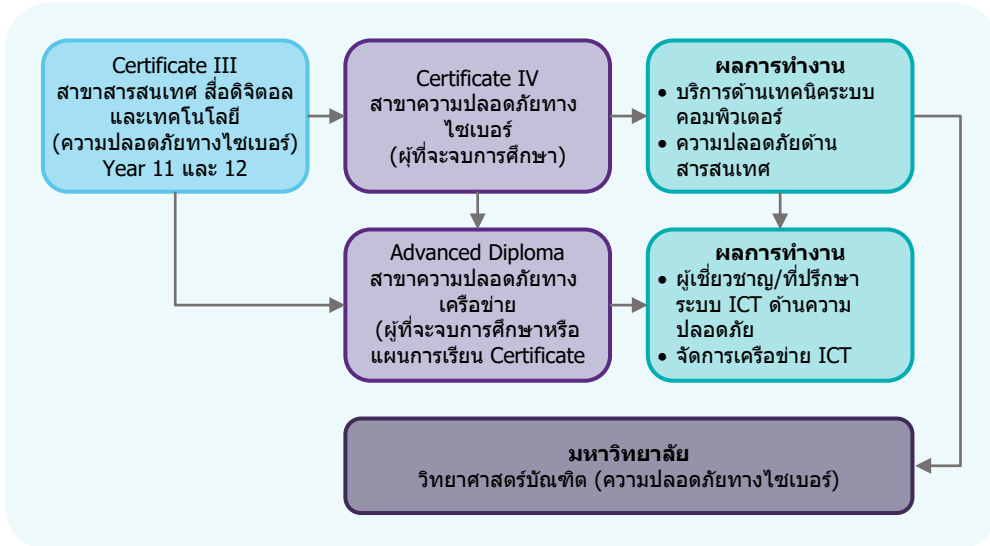 Certificate III
สาขาสารสนเทศ สื่อดิจิตอล
และเทคโนโลยี
(ความปลอดภัยทางไซเบอร์)
Year 11 และ 12
Certificate IV
สาขาความปลอดภัยทาง
ไซเบอร์
(ผู้ที่จะจบการศึกษา)
ผลการทำงาน
• บริการด้านเทคนิคระบบ
คอมพิวเตอร์
• ความปลอดภัยด้าน
สารสนเทศ
Advanced Diploma
สาขาความปลอดภัยทาง
เครือข่าย
(ผู้ที่จะจบการศึกษาหรือ
แผนการเรียน Certificate
ผลการทำงาน
• ผู้เชี่ยวชาญ/ที่ปรึกษา
ระบบ ICT ด้านความ
ปลอดภัย
• จัดการเครือข่าย ICT
มหาวิทยาลัย
วิทยาศาสตร์บัณฑิต (ความปลอดภัยทางไซเบอร์)